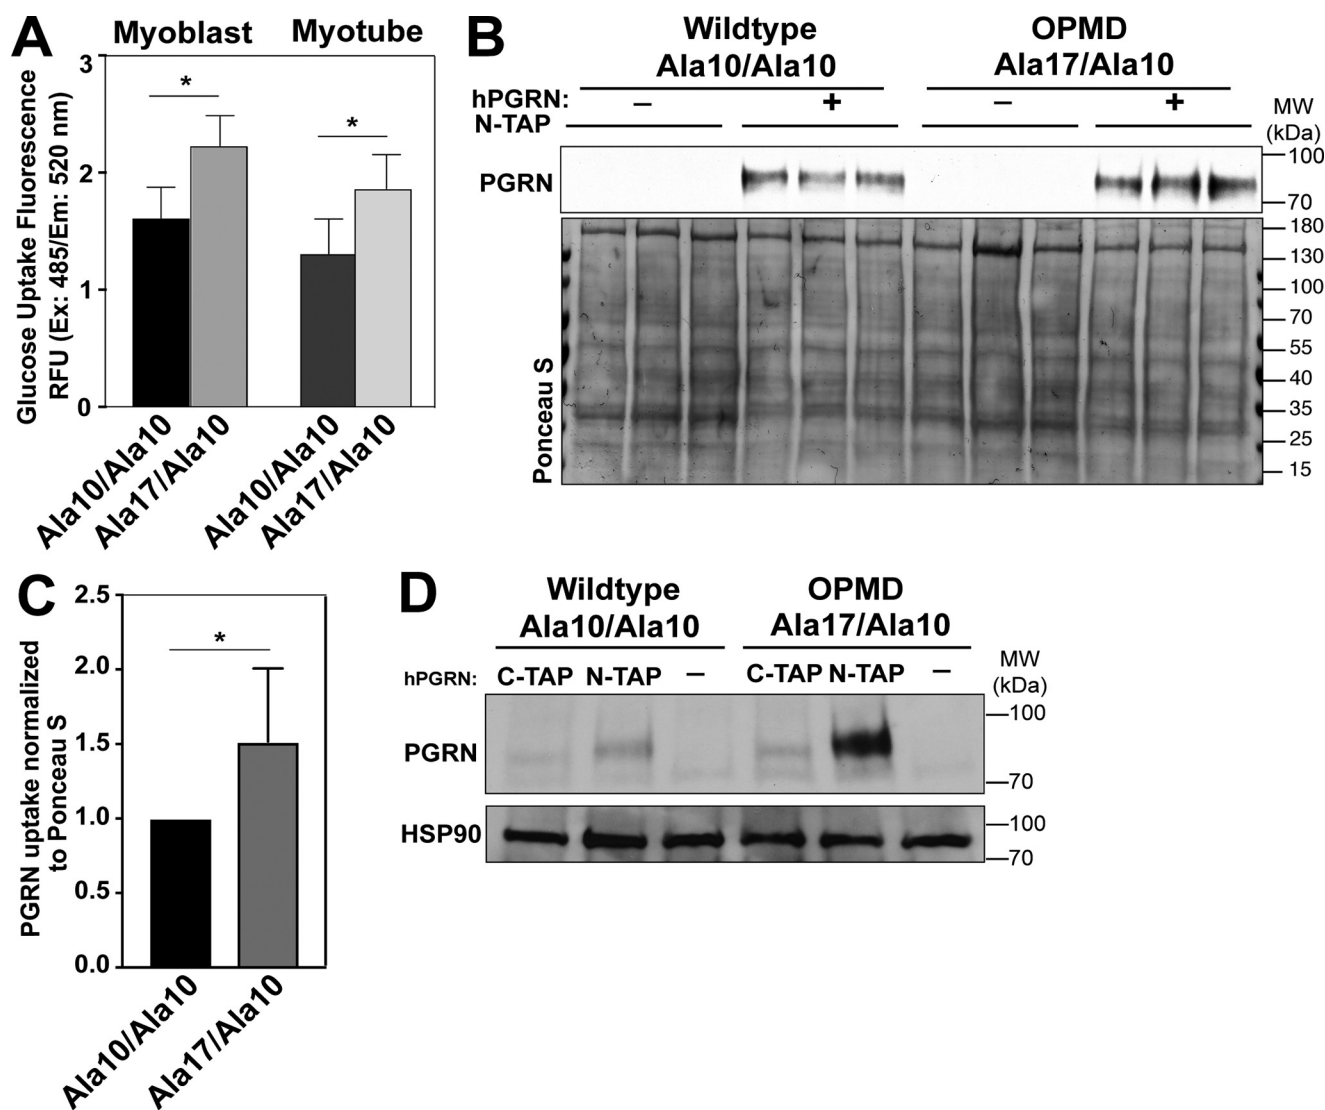 A
Myoblast Myotube
Glucose Uptake Fluorescence
RFU (Ex: 485/Em: 520 nm)
3
2
1
0
*
*
Ala10/Ala10
Ala17/Ala10
Ala10/Ala10
Ala17/Ala10
B
Wildtype OPMD
Ala10/Ala10 Ala17/Ala10
hPGRN: – + – +
N-TAP
MW
(kDa)
PGRN
100
70
Ponceau S
180
130
100
70
55
40
35
25
15
C
PGRN uptake normalized
to Ponceau S
2.5
2.0
1.5
1.0
0.5
0.0
*
Ala10/Ala10
Ala17/Ala10
D
Wildtype OPMD
Ala10/Ala10 Ala17/Ala10
hPGRN: C-TAP N-TAP – C-TAP N-TAP –
MW
(kDa)
PGRN
100
70
HSP90
100
70